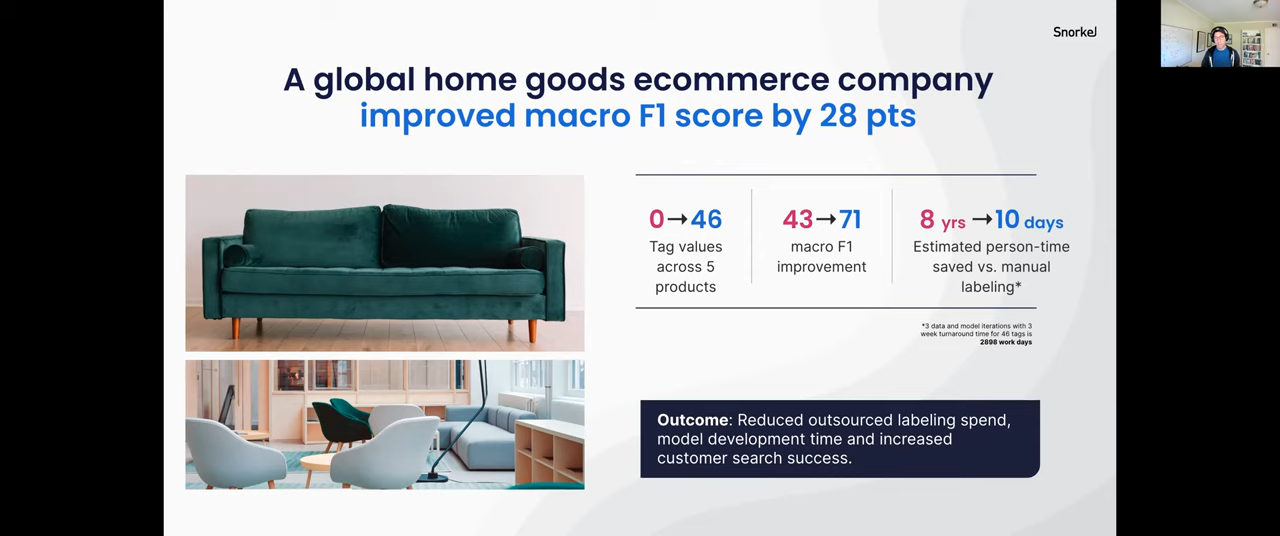 Snorkel
A global home goods ecommerce company
improved macro F1 score by 28 pts
0→46
Tag values
across 5
products
43→71
macro F1
improvement
8 yrs →10 days
Estimated person-time
saved vs. manual
labeling*
*3 data and model iterations with 3
week turnaround time for 46 tags is
2898 work days
Outcome: Reduced outsourced labeling spend,
model development time and increased
customer search success.